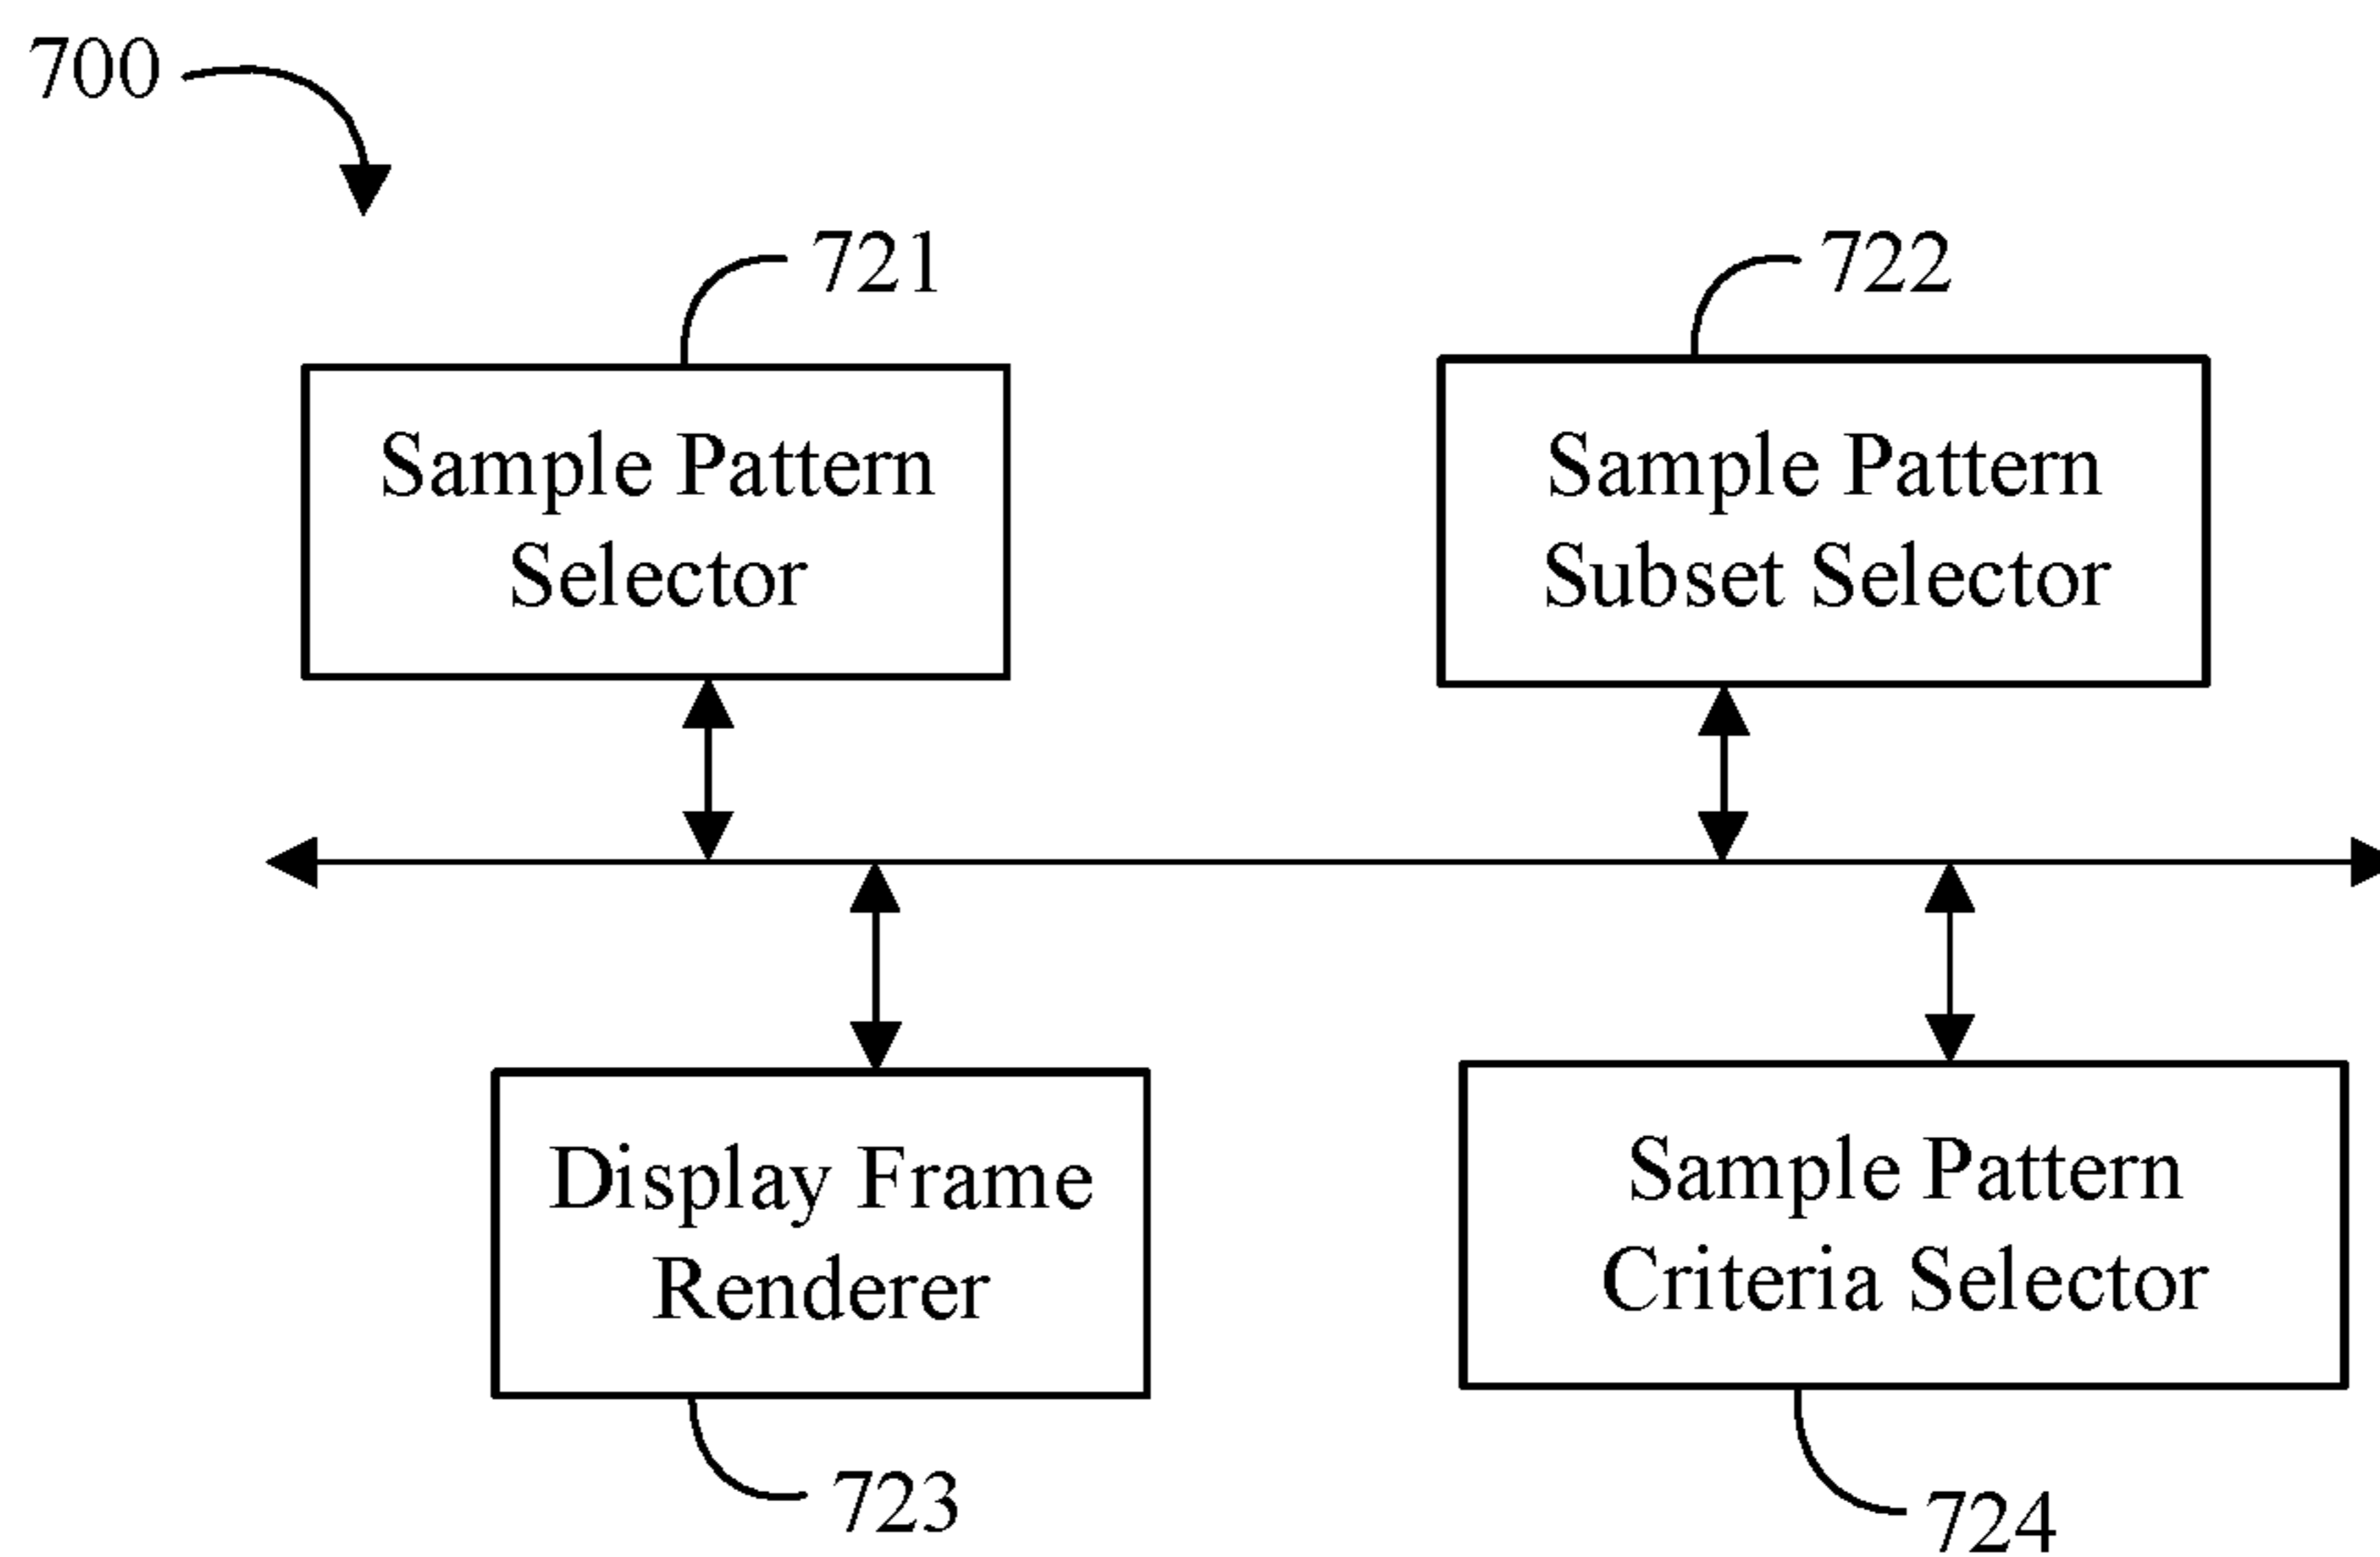 700
721
722
Sample Pattern
Selector
Sample Pattern
Subset Selector
Display Frame
Renderer
Sample Pattern
Criteria Selector
723
724